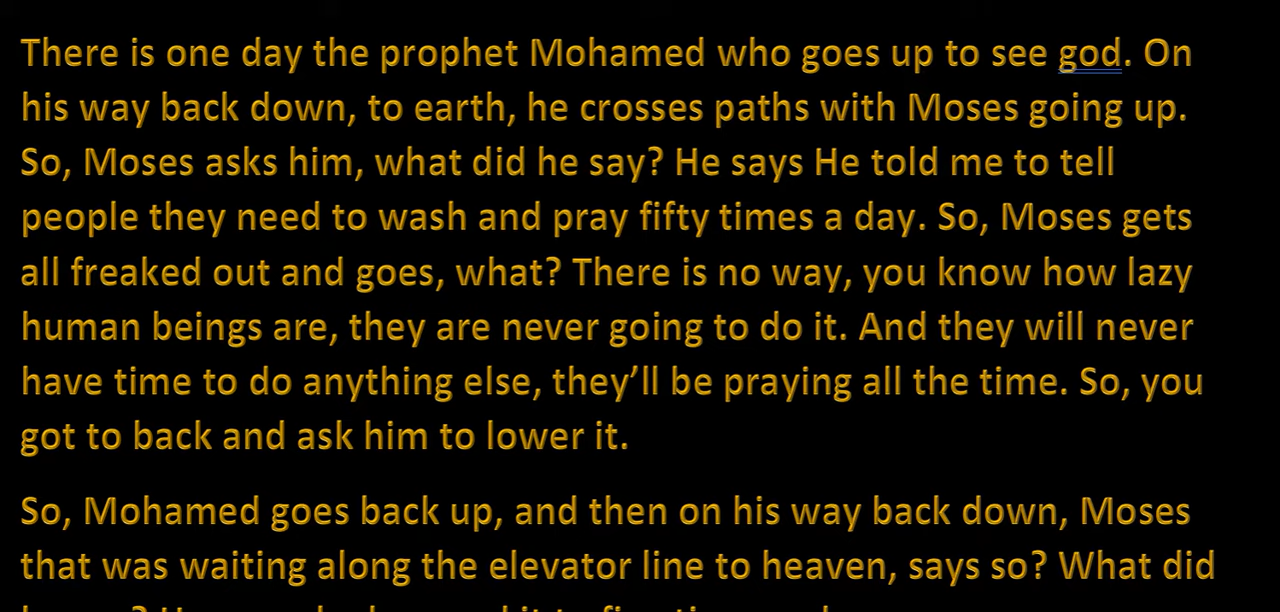 There is one day the prophet Mohamed who goes up to see god. On
his way back down, to earth, he crosses paths with Moses going up.
So, Moses asks him, what did he say? He says He told me to tell
people they need to wash and pray fifty times a day. So, Moses gets
all freaked out and goes, what? There is no way, you know how lazy
human beings are, they are never going to do it. And they will never
have time to do anything else, they’ll be praying all the time. So, you
got to back and ask him to lower it.
So, Mohamed goes back up, and then on his way back down, Moses
that was waiting along the elevator line to heaven, says so? What did